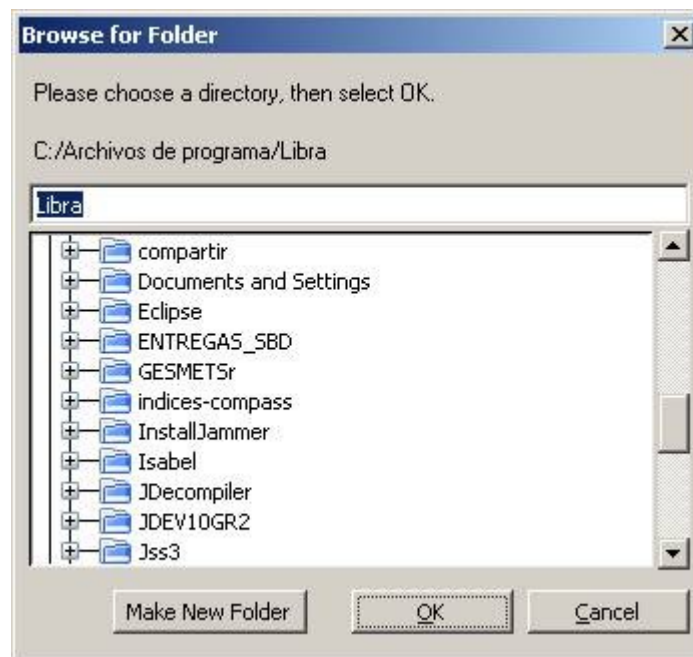 Browse for Folder
Please choose a directory, then select OK.
C:/Archivos de programa/Libra
Libra
compartir
Documents and Settings
Eclipse
ENTREGAS_SBD
GESMETSr
indices-compass
InstallJammer
Isabel
JDecompiler
JDEV10GR2
Jss3
Make New Folder OK Cancel